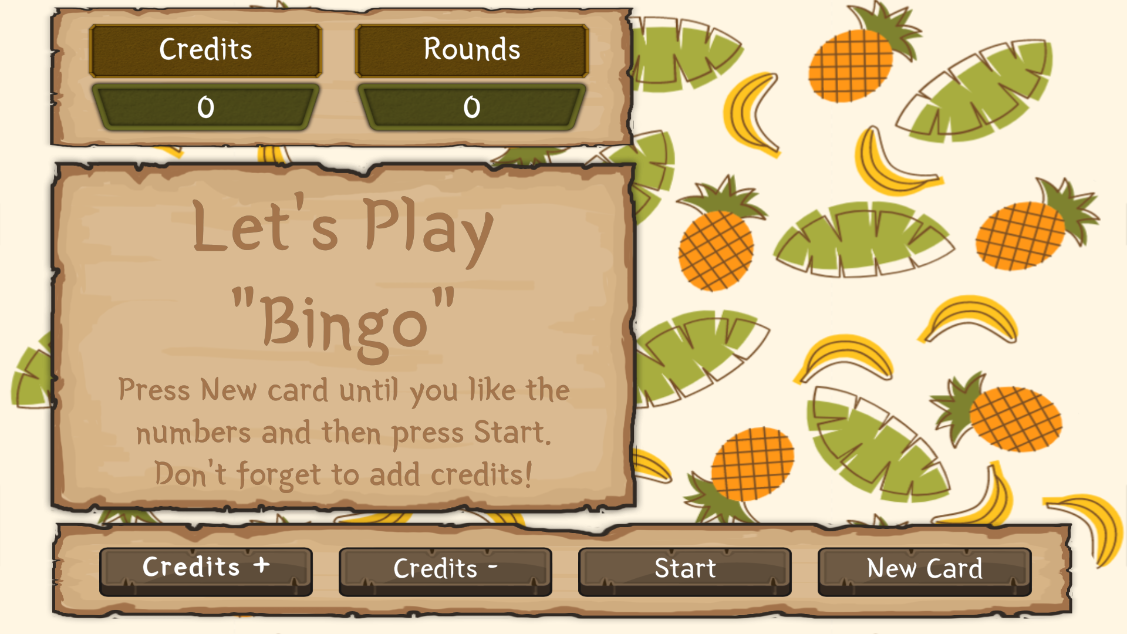 Credits
Rounds
0
0
Let's Play
"Bingo"
Press New card until you like the
numbers and then press Start.
Don't forget to add credits!
Credits +
Credits -
Start
New Card